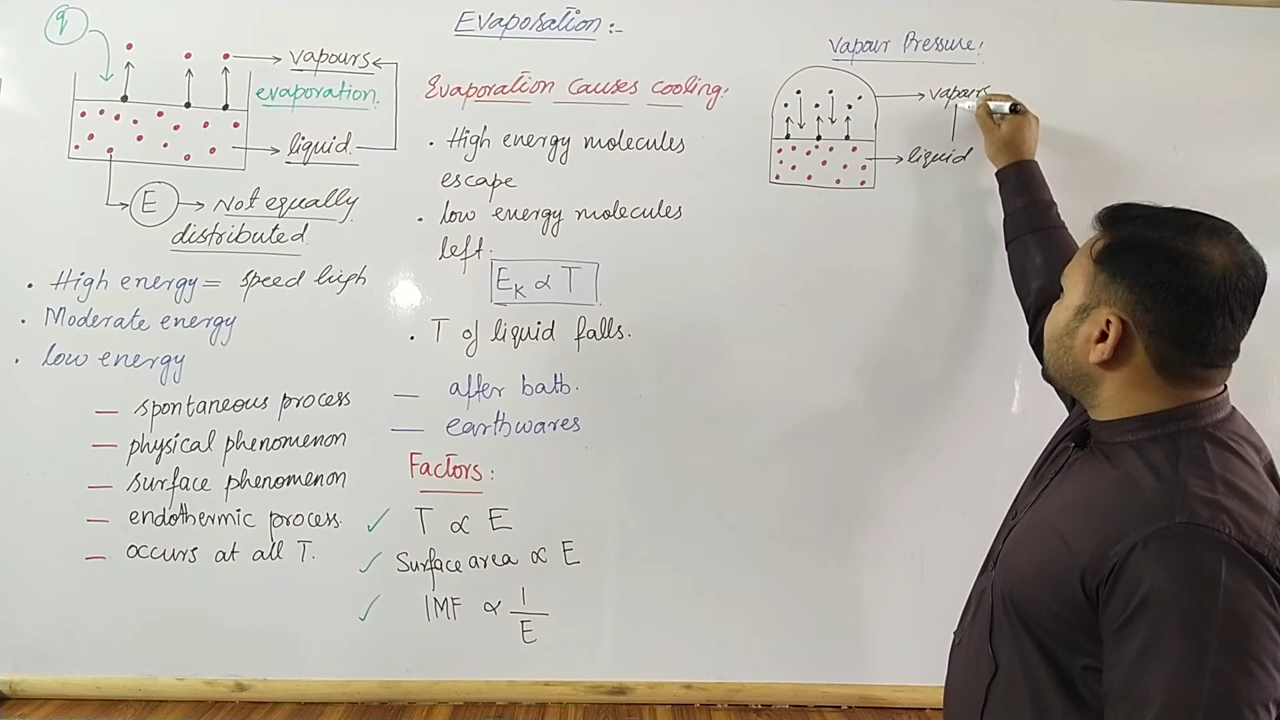 Evaporation:-
q
vapours
evaporation.
liquid.
E → Not equally
distributed.
• High energy = speed high
• Moderate energy
• low energy
— spontaneous process
— physical phenomenon
— surface phenomenon
— endothermic process.
— occurs at all T.
Evaporation causes cooling:
• High energy molecules
escape
• low energy molecules
left.
E_K ∝ T
• T of liquid falls.
— after bath.
— earthwares
Factors:
✓ T ∝ E
✓ Surface area ∝ E
✓ IMF ∝ 1/E
Vapour Pressure:
vapours
liquid